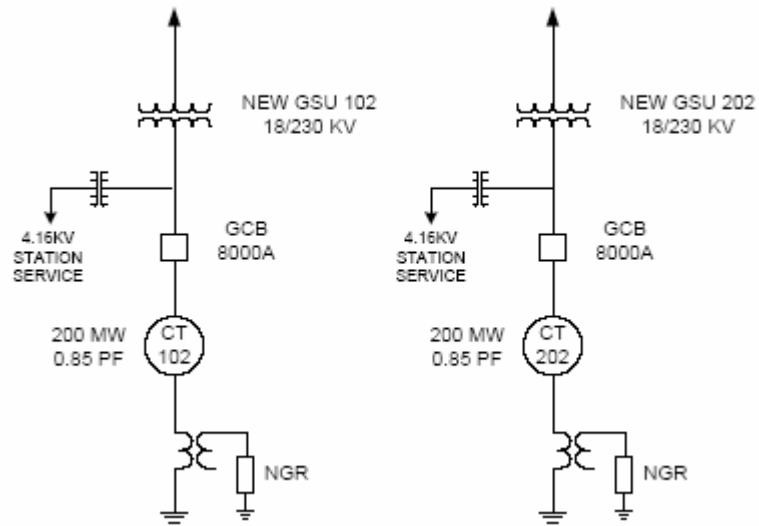 NEW GSU 102
18/230 KV
4.16KV
STATION
SERVICE
GCB
8000A
200 MW
0.85 PF
CT
102
NGR
NEW GSU 202
18/230 KV
4.16KV
STATION
SERVICE
GCB
8000A
200 MW
0.85 PF
CT
202
NGR